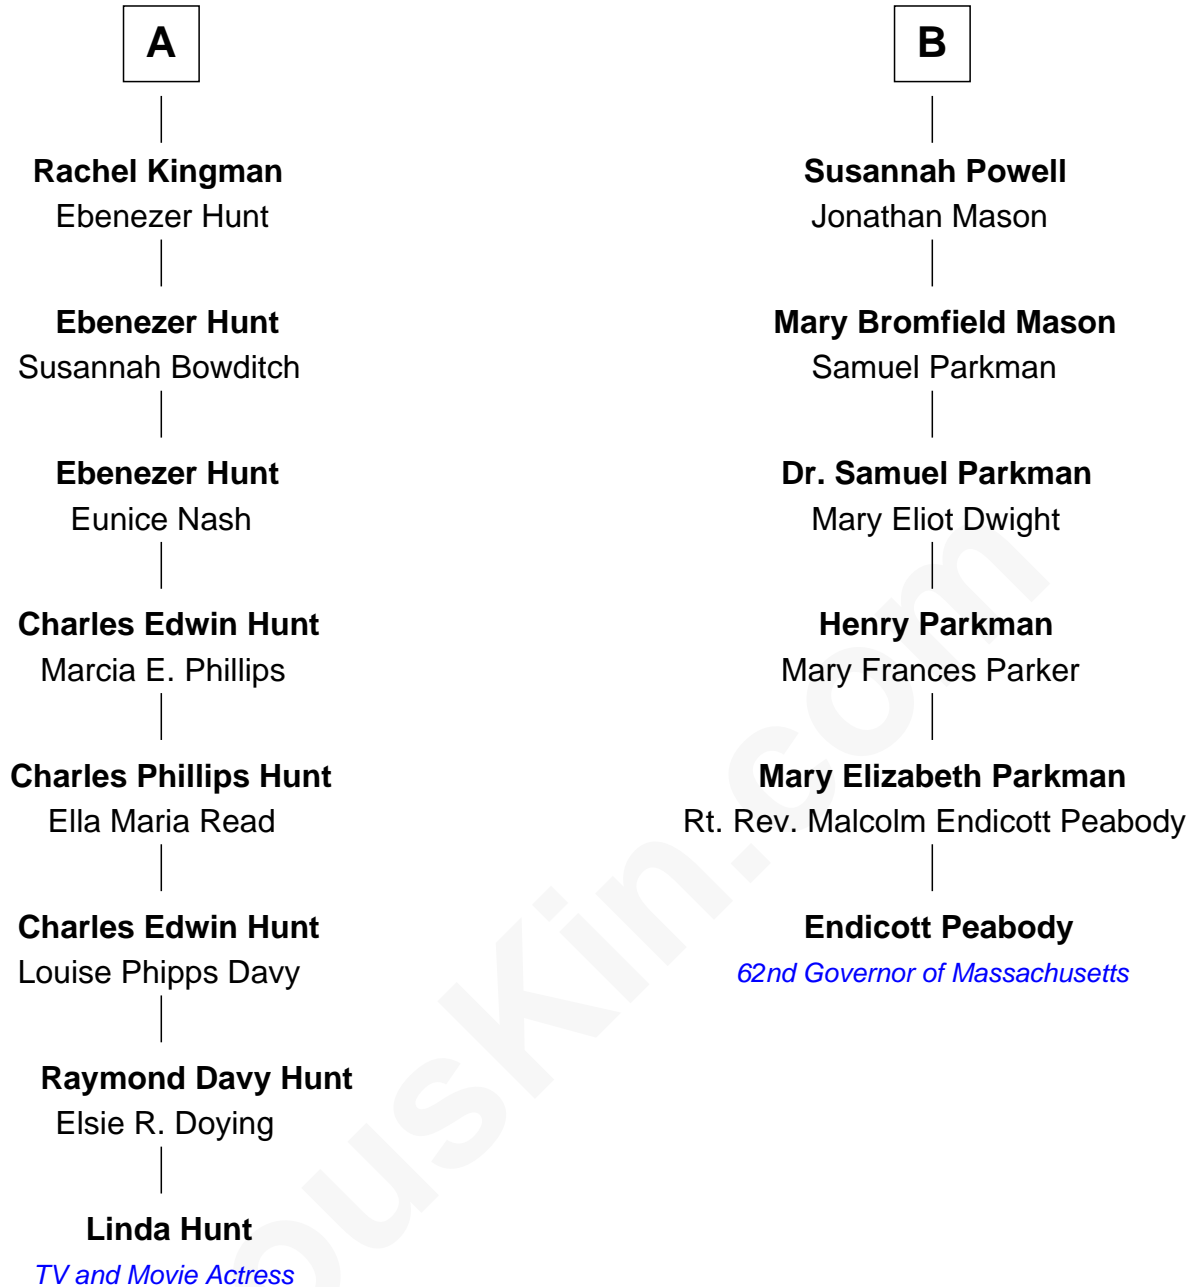 A
Rachel Kingman
Ebenezer Hunt
Ebenezer Hunt
Susannah Bowditch
Ebenezer Hunt
Eunice Nash
Charles Edwin Hunt
Marcia E. Phillips
Charles Phillips Hunt
Ella Maria Read
Charles Edwin Hunt
Louise Phipps Davy
Raymond Davy Hunt
Elsie R. Doying
Linda Hunt
TV and Movie Actress
B
Susannah Powell
Jonathan Mason
Mary Bromfield Mason
Samuel Parkman
Dr. Samuel Parkman
Mary Eliot Dwight
Henry Parkman
Mary Frances Parker
Mary Elizabeth Parkman
Rt. Rev. Malcolm Endicott Peabody
Endicott Peabody
62nd Governor of Massachusetts
ousKin.com